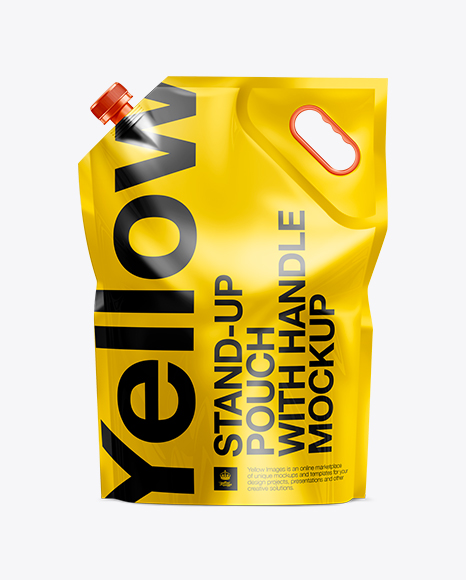 Yellow
STAND-UP
POUCH
WITH HANDLE
MOCKUP
Yellow Images is an online marketplace
of unique mockups and templates for your
design projects, presentations and other
creative solutions.